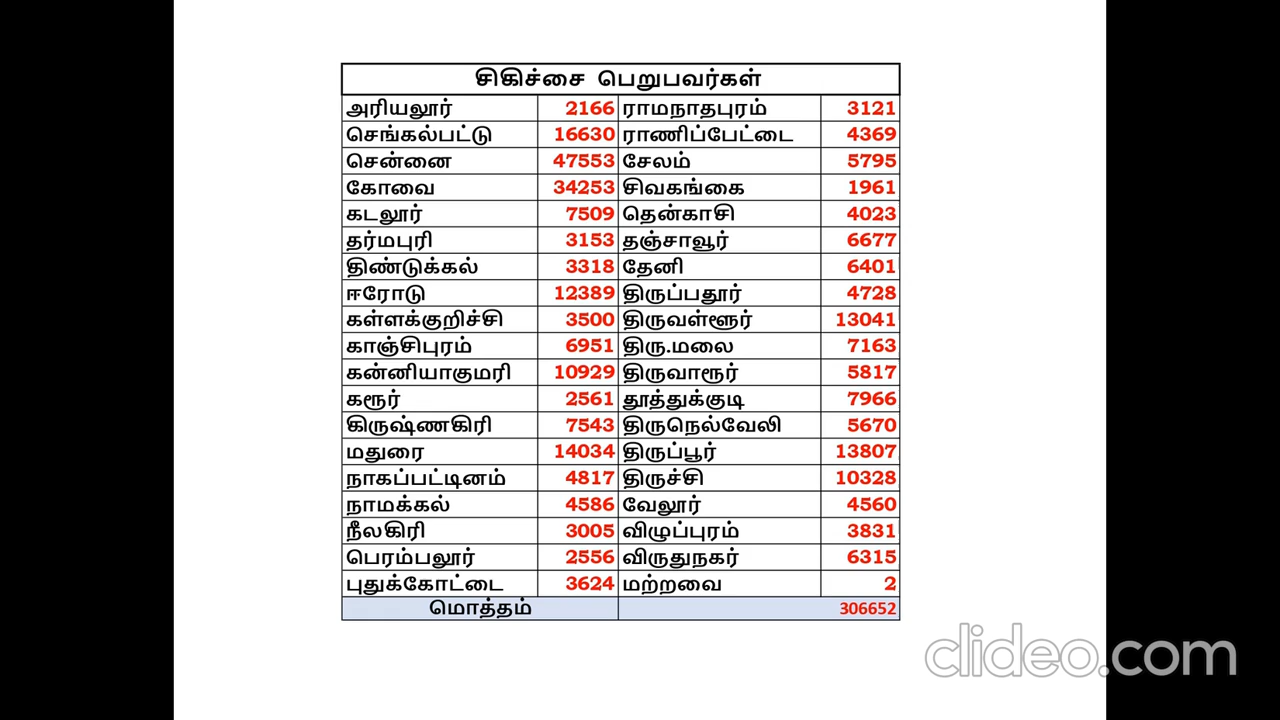 சிகிச்சை பெறுபவர்கள்
அரியலூர் 2166 ராமநாதபுரம் 3121
செங்கல்பட்டு 16630 ராணிப்பேட்டை 4369
சென்னை 47553 சேலம் 5795
கோவை 34253 சிவகங்கை 1961
கடலூர் 7509 தென்காசி 4023
தர்மபுரி 3153 தஞ்சாவூர் 6677
திண்டுக்கல் 3318 தேனி 6401
ஈரோடு 12389 திருப்பதூர் 4728
கள்ளக்குறிச்சி 3500 திருவள்ளூர் 13041
காஞ்சிபுரம் 6951 திரு.மலை 7163
கன்னியாகுமரி 10929 திருவாரூர் 5817
கரூர் 2561 தூத்துக்குடி 7966
கிருஷ்ணகிரி 7543 திருநெல்வேலி 5670
மதுரை 14034 திருப்பூர் 13807
நாகப்பட்டினம் 4817 திருச்சி 10328
நாமக்கல் 4586 வேலூர் 4560
நீலகிரி 3005 விழுப்புரம் 3831
பெரம்பலூர் 2556 விருதுநகர் 6315
புதுக்கோட்டை 3624 மற்றவை 2
மொத்தம் 306652
clideo.com